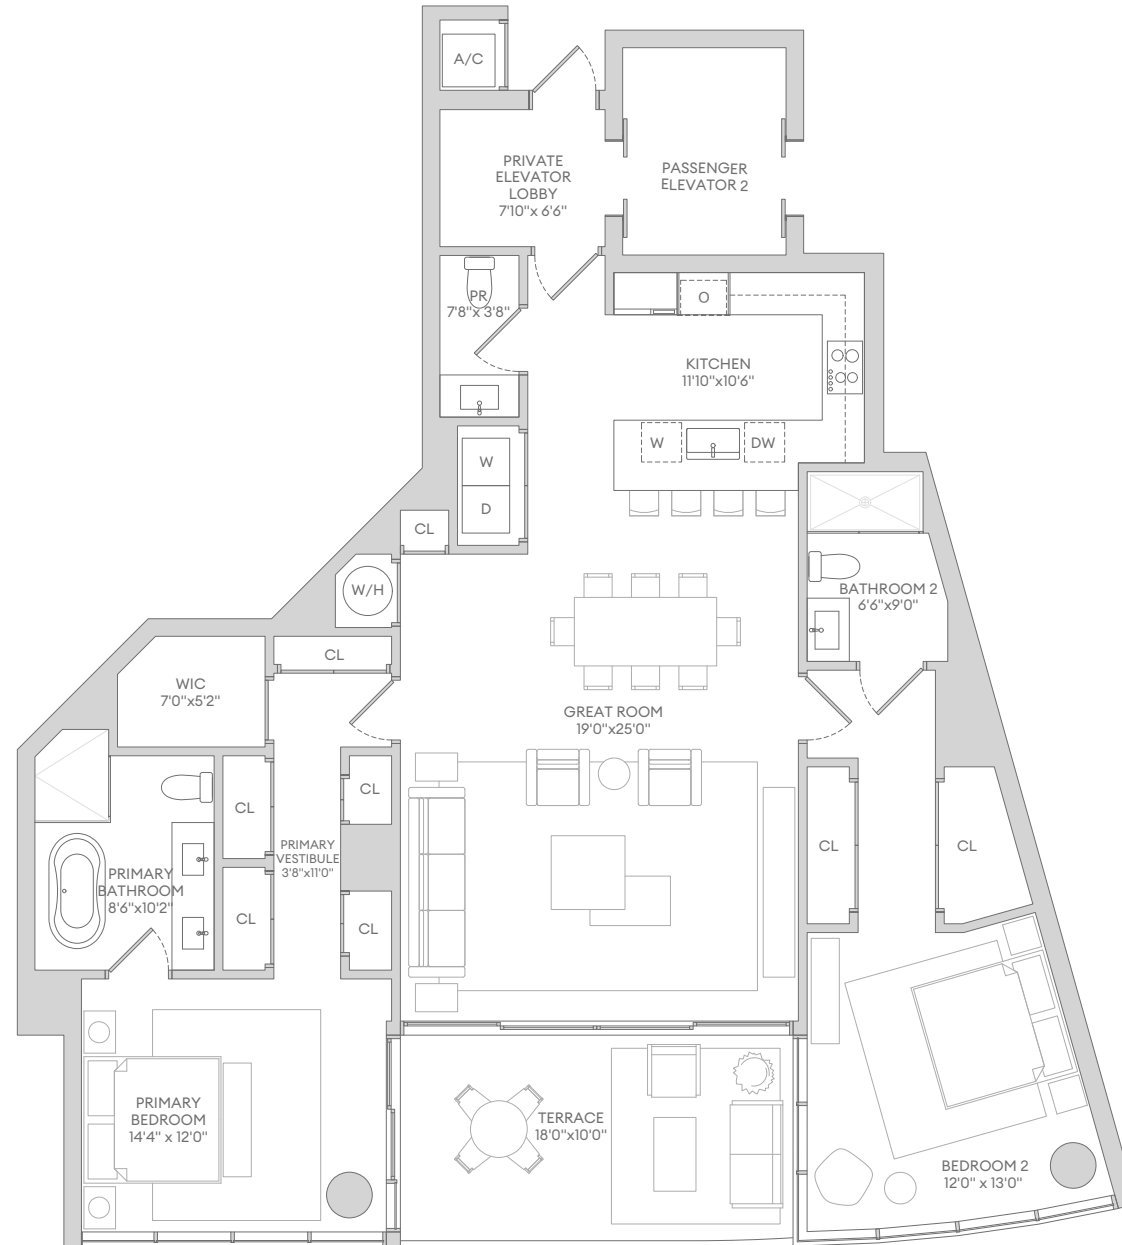 A/C
PRIVATE
ELEVATOR
LOBBY
7'10"x 6'6"
PASSENGER
ELEVATOR 2
PR
7'8"x 3'8"
O
KITCHEN
11'10"x10'6"
W
DW
W
D
CL
W/H
CL
BATHROOM 2
6'6"x9'0"
WIC
7'0"x5'2"
GREAT ROOM
19'0"x25'0"
CL
CL
PRIMARY
VESTIBULE
3'8"x11'0"
CL
CL
PRIMARY
BATHROOM
8'6"x10'2"
CL
CL
PRIMARY
BEDROOM
14'4" x 12'0"
TERRACE
18'0"x10'0"
BEDROOM 2
12'0" x 13'0"